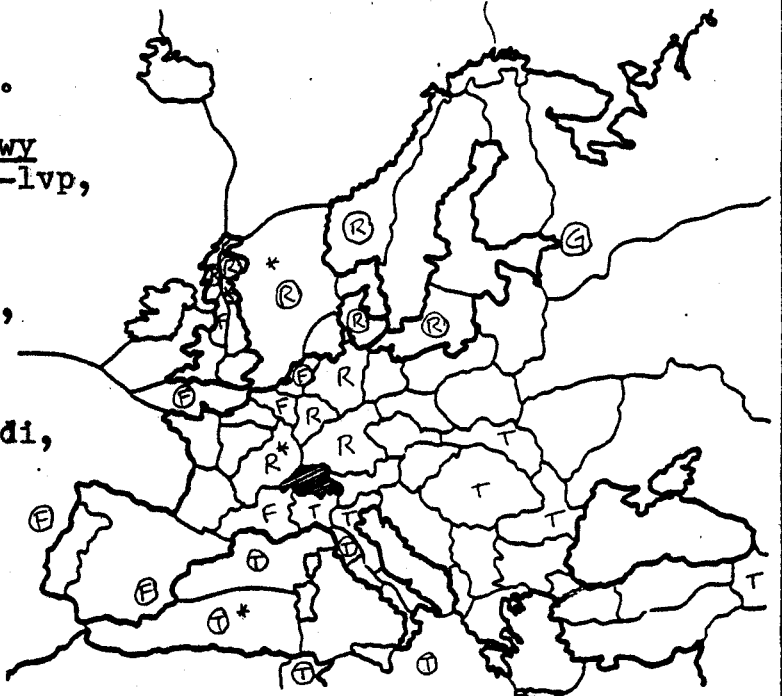 .
wy
-lvp,
R
G
R *
R
,
F R R
F R
F
F R
di,
R* R T
T
F F T T T
T T
T
F
T *
T T